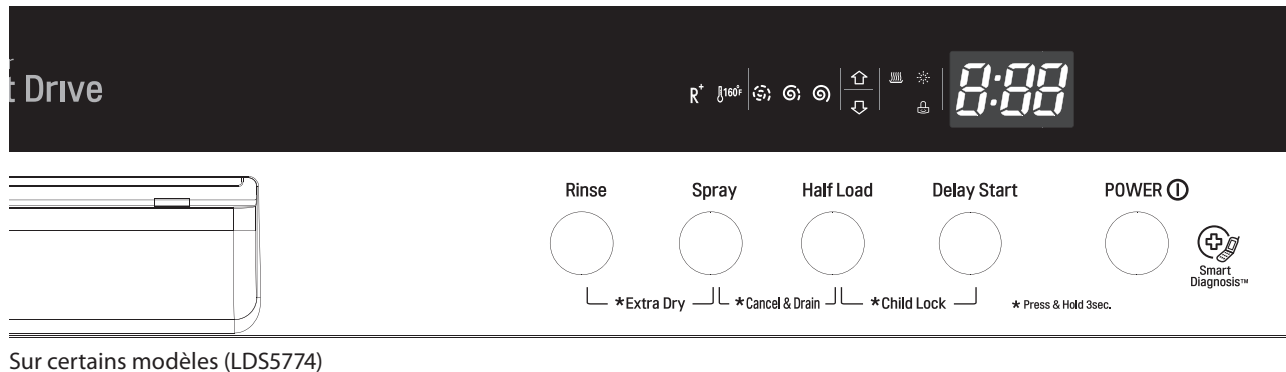 t Drive
R+ 160°F 8:88
Rinse Spray Half Load Delay Start POWER
*Extra Dry *Cancel & Drain *Child Lock * Press & Hold 3sec.
Smart
Diagnosis™
Sur certains modèles (LDS5774)